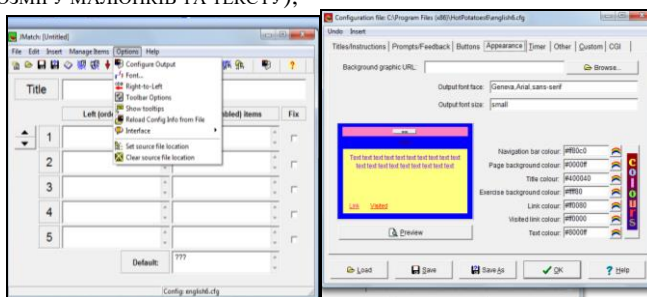 РОЗМІР У МАЛЮНКІВ ТА ТЕКСТУ),
JMatch: [Untitled]
File Edit Insert Manage Items Options Help
Configure Output
Font...
Right-to-Left
Toolbar Options
Show tooltips
Reload Config Info from File
Interface
Set source file location
Clear source file location
Title
Left (orde
bled) items
Fix
1
2
3
4
5
Default:
???
Config: english6.cfg
Configuration file: C:\Program Files (x86)\HotPotatoes6\english6.cfg
Undo Insert
Titles/Instructions Prompts/Feedback Buttons Appearance Timer Other Custom CGI
Background graphic URL:
Browse...
Output font face: Geneva,Arial,sans-serif
Output font size: small
Text text text text text text text text text
text text text text text text text text
Link Visited
Preview
Navigation bar colour: #ff80c0
Page background colour: #0000ff
Title colour: #400040
Exercise background colour: #ffff80
Link colour: #ff0080
Visited link colour: #ff0000
Text colour: #8000ff
colours
Load Save Save As OK Help